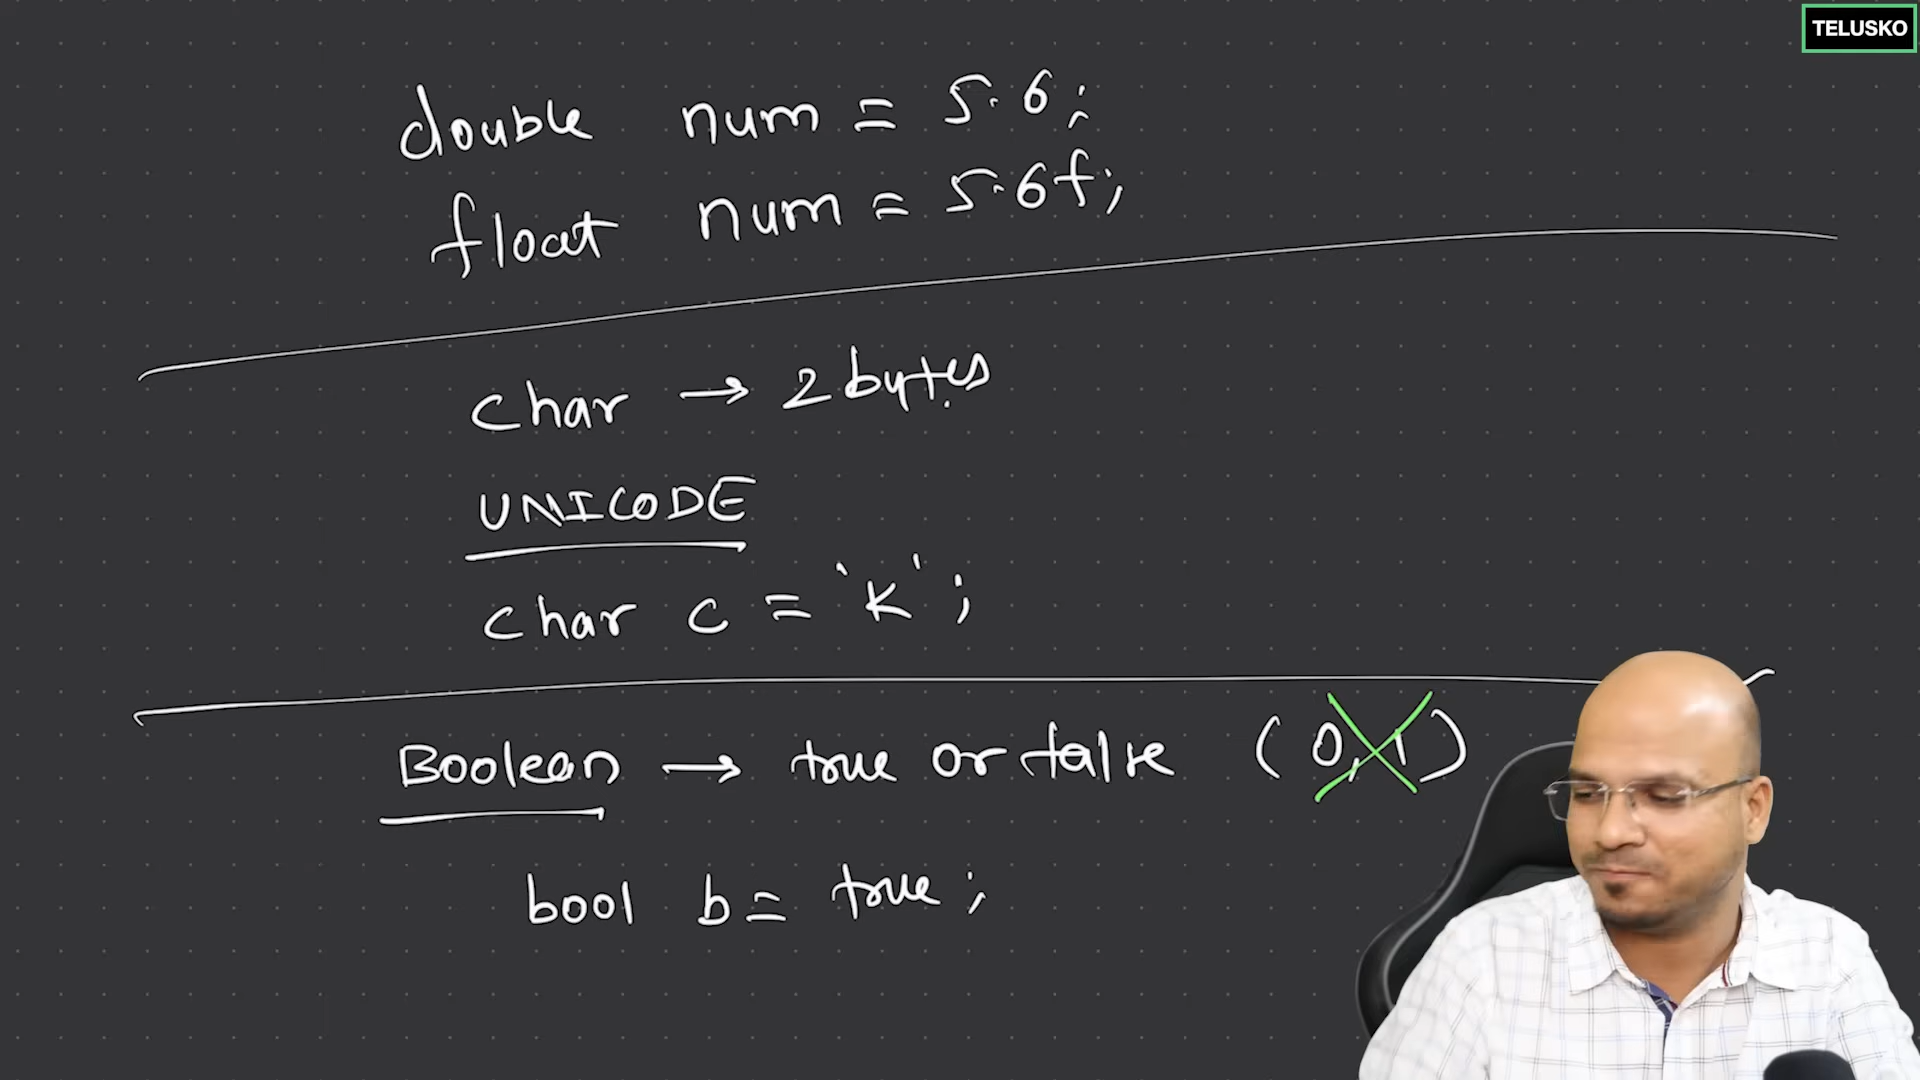 TELUSKO
double num = 5.6;
float num = 5.6f;
char → 2 bytes
UNICODE
char c = 'K';
Boolean → true or false (0,1)
bool b = true;